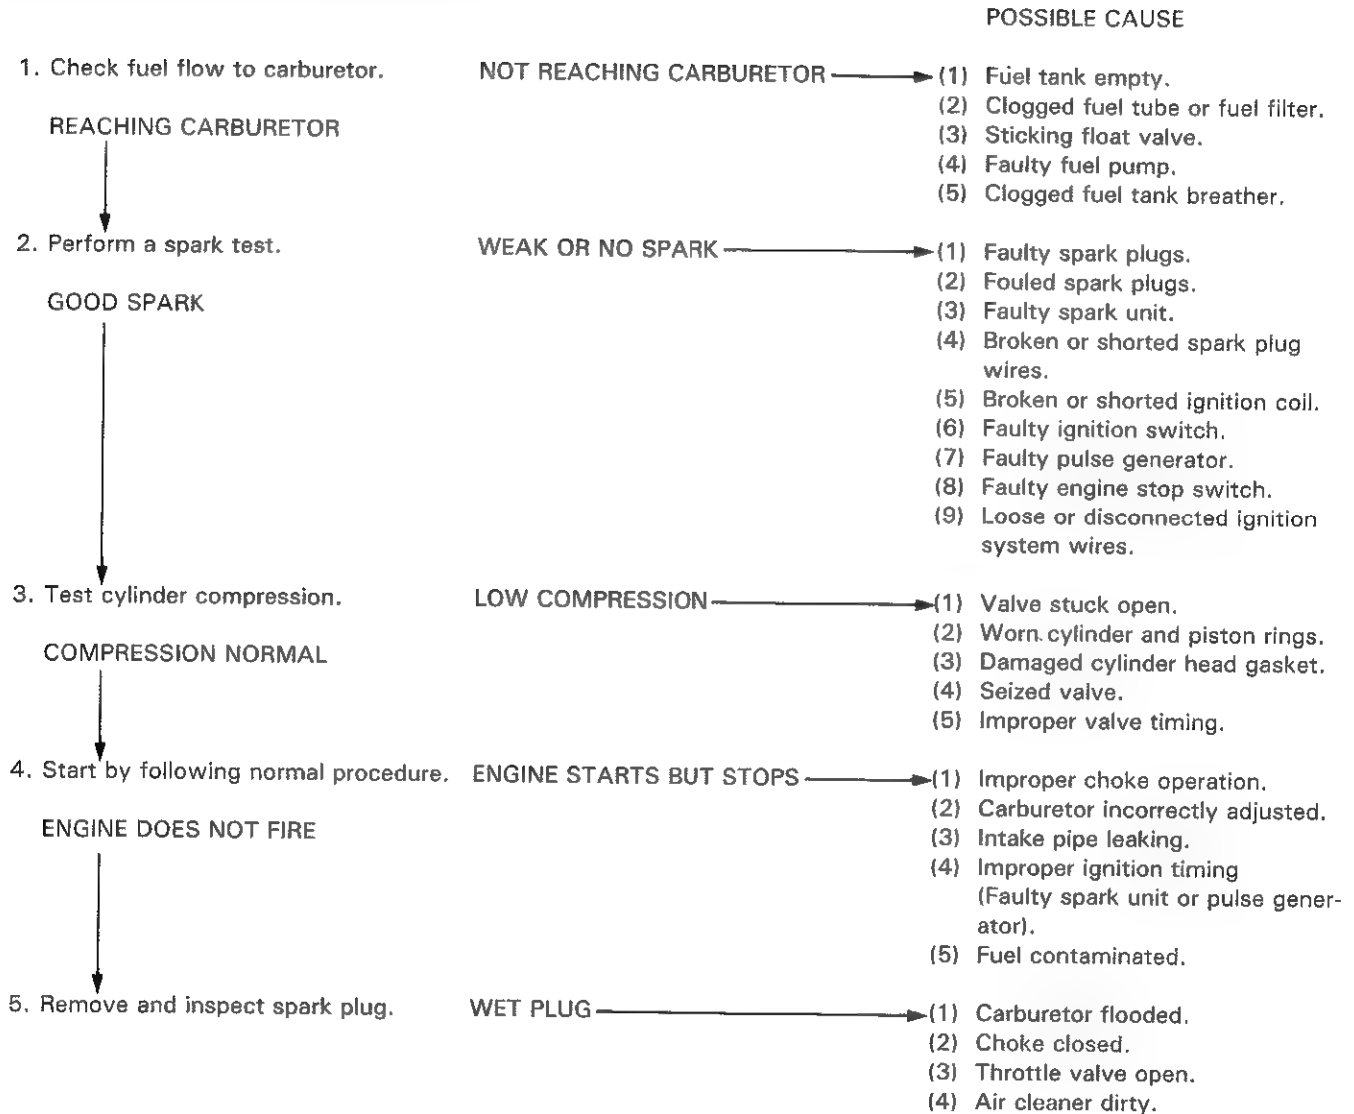 POSSIBLE CAUSE
1. Check fuel flow to carburetor.
NOT REACHING CARBURETOR
(1) Fuel tank empty.
(2) Clogged fuel tube or fuel filter.
(3) Sticking float valve.
(4) Faulty fuel pump.
(5) Clogged fuel tank breather.
REACHING CARBURETOR
2. Perform a spark test.
WEAK OR NO SPARK
(1) Faulty spark plugs.
(2) Fouled spark plugs.
(3) Faulty spark unit.
(4) Broken or shorted spark plug
wires.
(5) Broken or shorted ignition coil.
(6) Faulty ignition switch.
(7) Faulty pulse generator.
(8) Faulty engine stop switch.
(9) Loose or disconnected ignition
system wires.
GOOD SPARK
3. Test cylinder compression.
LOW COMPRESSION
(1) Valve stuck open.
(2) Worn cylinder and piston rings.
(3) Damaged cylinder head gasket.
(4) Seized valve.
(5) Improper valve timing.
COMPRESSION NORMAL
4. Start by following normal procedure.
ENGINE STARTS BUT STOPS
(1) Improper choke operation.
(2) Carburetor incorrectly adjusted.
(3) Intake pipe leaking.
(4) Improper ignition timing
(Faulty spark unit or pulse gener-
ator).
(5) Fuel contaminated.
ENGINE DOES NOT FIRE
5. Remove and inspect spark plug.
WET PLUG
(1) Carburetor flooded.
(2) Choke closed.
(3) Throttle valve open.
(4) Air cleaner dirty.